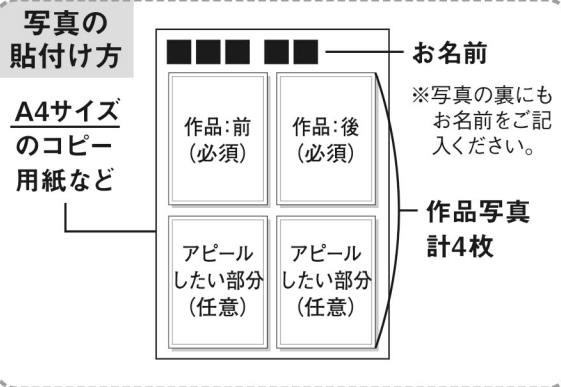 写真の
貼付け方
A4サイズ
のコピー
用紙など
■■■ ■■
お名前
※写真の裏にも
お名前をご記
入ください。
作品:前
(必須)
作品:後
(必須)
アピール
したい部分
(任意)
アピール
したい部分
(任意)
作品写真
計4枚